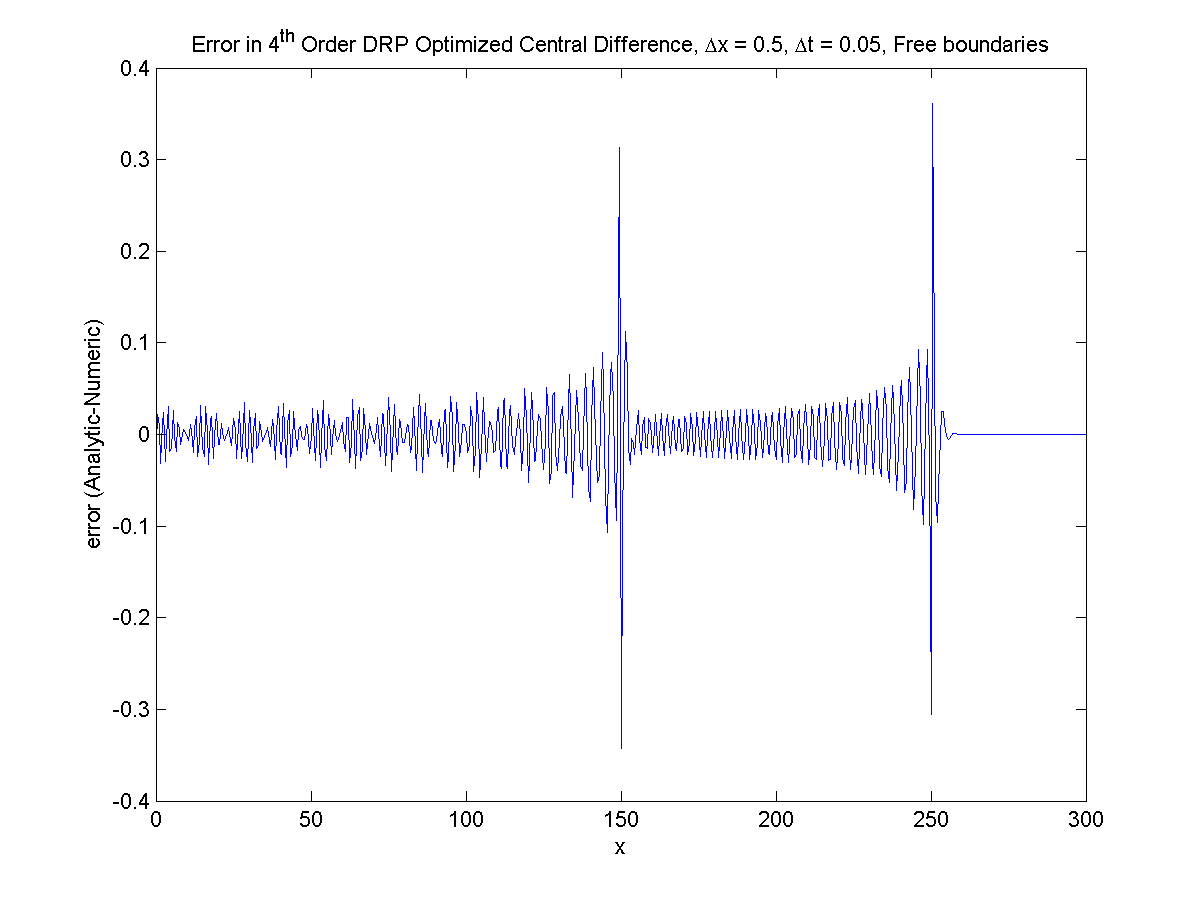 Error in 4th Order DRP Optimized Central Difference, Δx = 0.5, Δt = 0.05, Free boundaries
0.4
0.3
0.2
0.1
0
-0.1
-0.2
-0.3
-0.4
error (Analytic-Numeric)
0 50 100 150 200 250 300
x